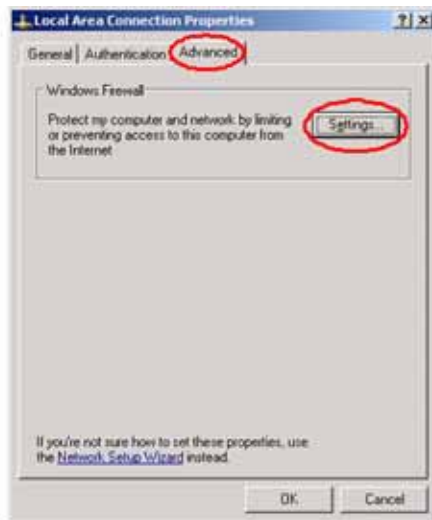 Local Area Connection Properties
General Authentication Advanced
Windows Firewall
Protect my computer and network by limiting
or preventing access to this computer from
the Internet
Settings...
If you're not sure how to set these properties, use
the Network Setup Wizard instead.
OK Cancel